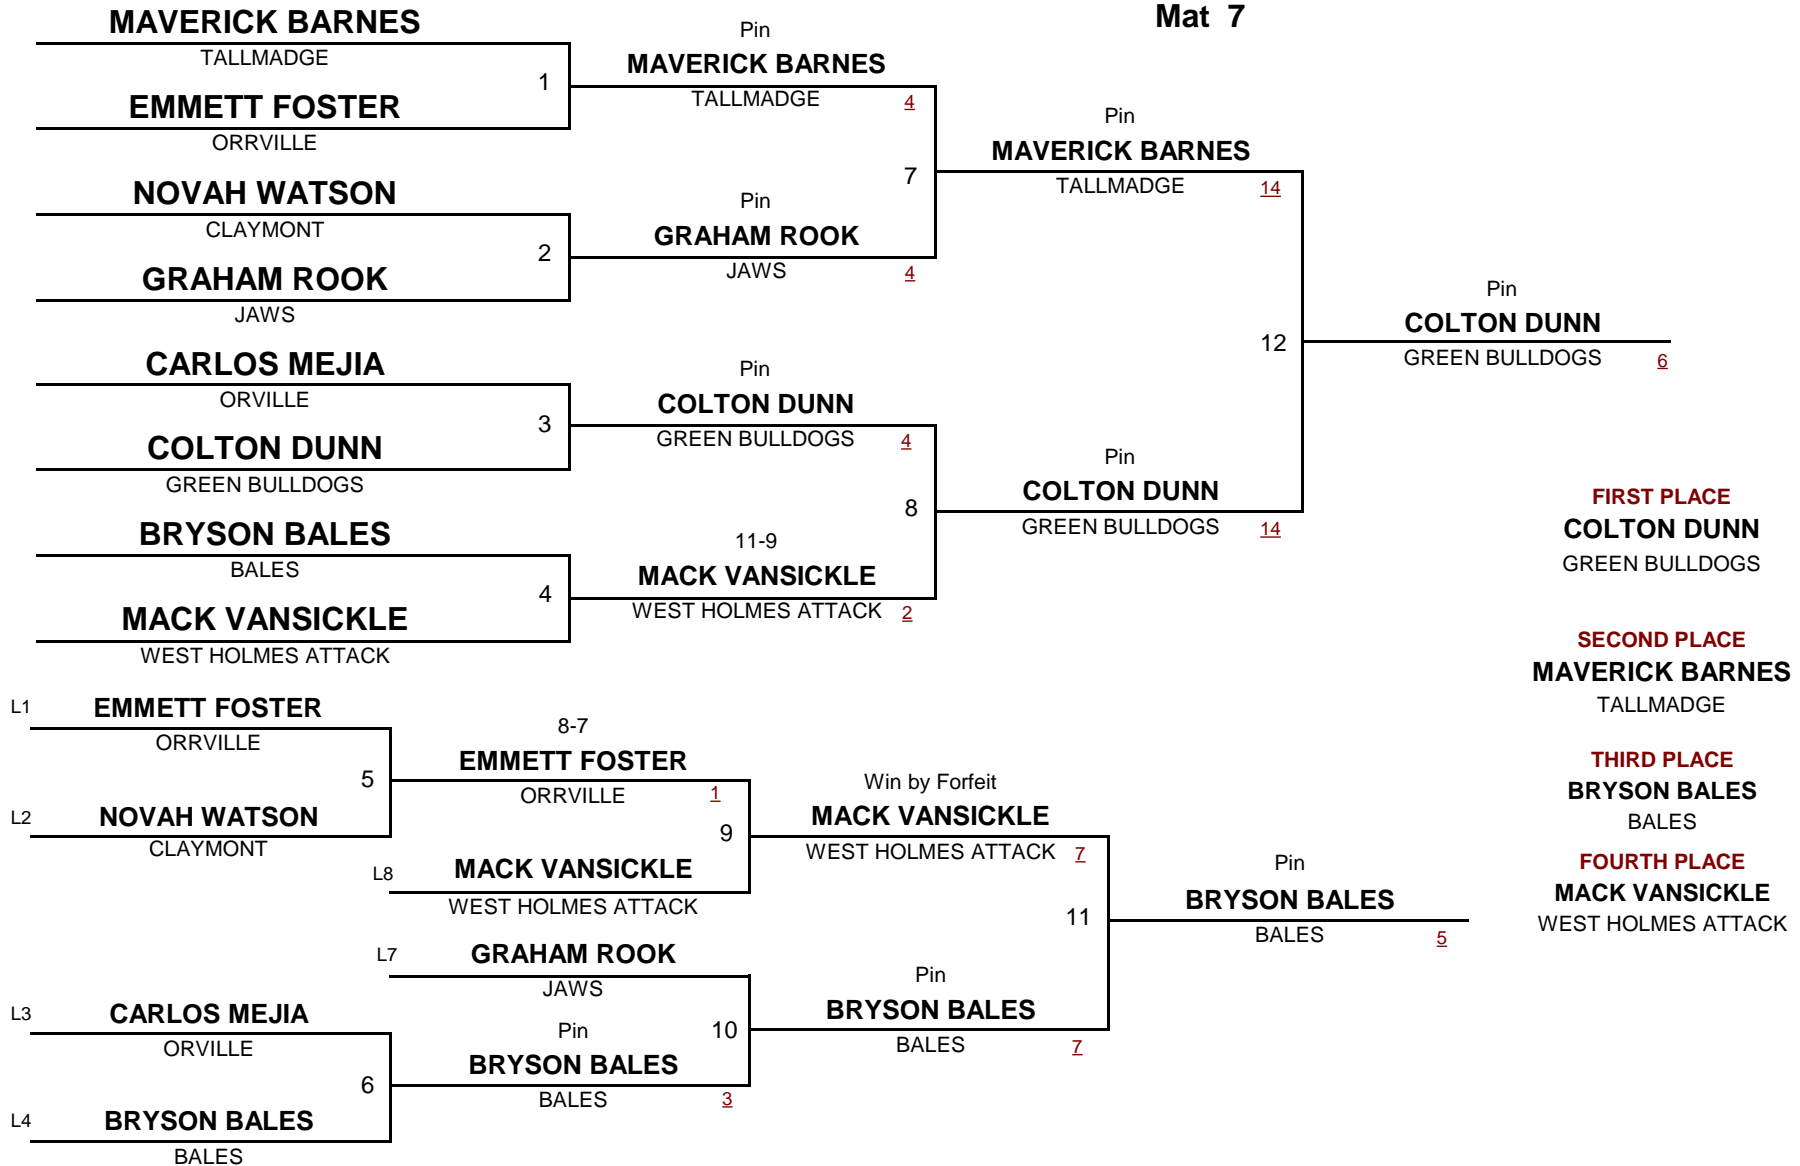 Mat 7
MAVERICK BARNES
TALLMADGE
1
EMMETT FOSTER
ORRVILLE
NOVAH WATSON
CLAYMONT
2
GRAHAM ROOK
JAWS
CARLOS MEJIA
ORVILLE
3
COLTON DUNN
GREEN BULLDOGS
BRYSON BALES
BALES
4
MACK VANSICKLE
WEST HOLMES ATTACK
Pin
MAVERICK BARNES
TALLMADGE 4
7
Pin
GRAHAM ROOK
JAWS 4
Pin
COLTON DUNN
GREEN BULLDOGS 4
8
11-9
MACK VANSICKLE
WEST HOLMES ATTACK 2
Pin
MAVERICK BARNES
TALLMADGE 14
12
Pin
COLTON DUNN
GREEN BULLDOGS 14
Pin
COLTON DUNN
GREEN BULLDOGS 6
L1 EMMETT FOSTER
ORRVILLE
5
L2 NOVAH WATSON
CLAYMONT
L3 CARLOS MEJIA
ORVILLE
6
L4 BRYSON BALES
BALES
8-7
EMMETT FOSTER
ORRVILLE 1
9
L8 MACK VANSICKLE
WEST HOLMES ATTACK
L7 GRAHAM ROOK
JAWS
10
Pin
BRYSON BALES
BALES 3
Win by Forfeit
MACK VANSICKLE
WEST HOLMES ATTACK 7
11
Pin
BRYSON BALES
BALES 7
Pin
BRYSON BALES
BALES 5
FIRST PLACE
COLTON DUNN
GREEN BULLDOGS
SECOND PLACE
MAVERICK BARNES
TALLMADGE
THIRD PLACE
BRYSON BALES
BALES
FOURTH PLACE
MACK VANSICKLE
WEST HOLMES ATTACK